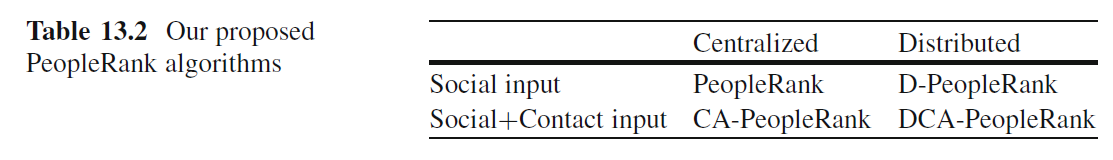 Table 13.2 Our proposed
PeopleRank algorithms
Centralized Distributed
Social input PeopleRank D-PeopleRank
Social+Contact input CA-PeopleRank DCA-PeopleRank